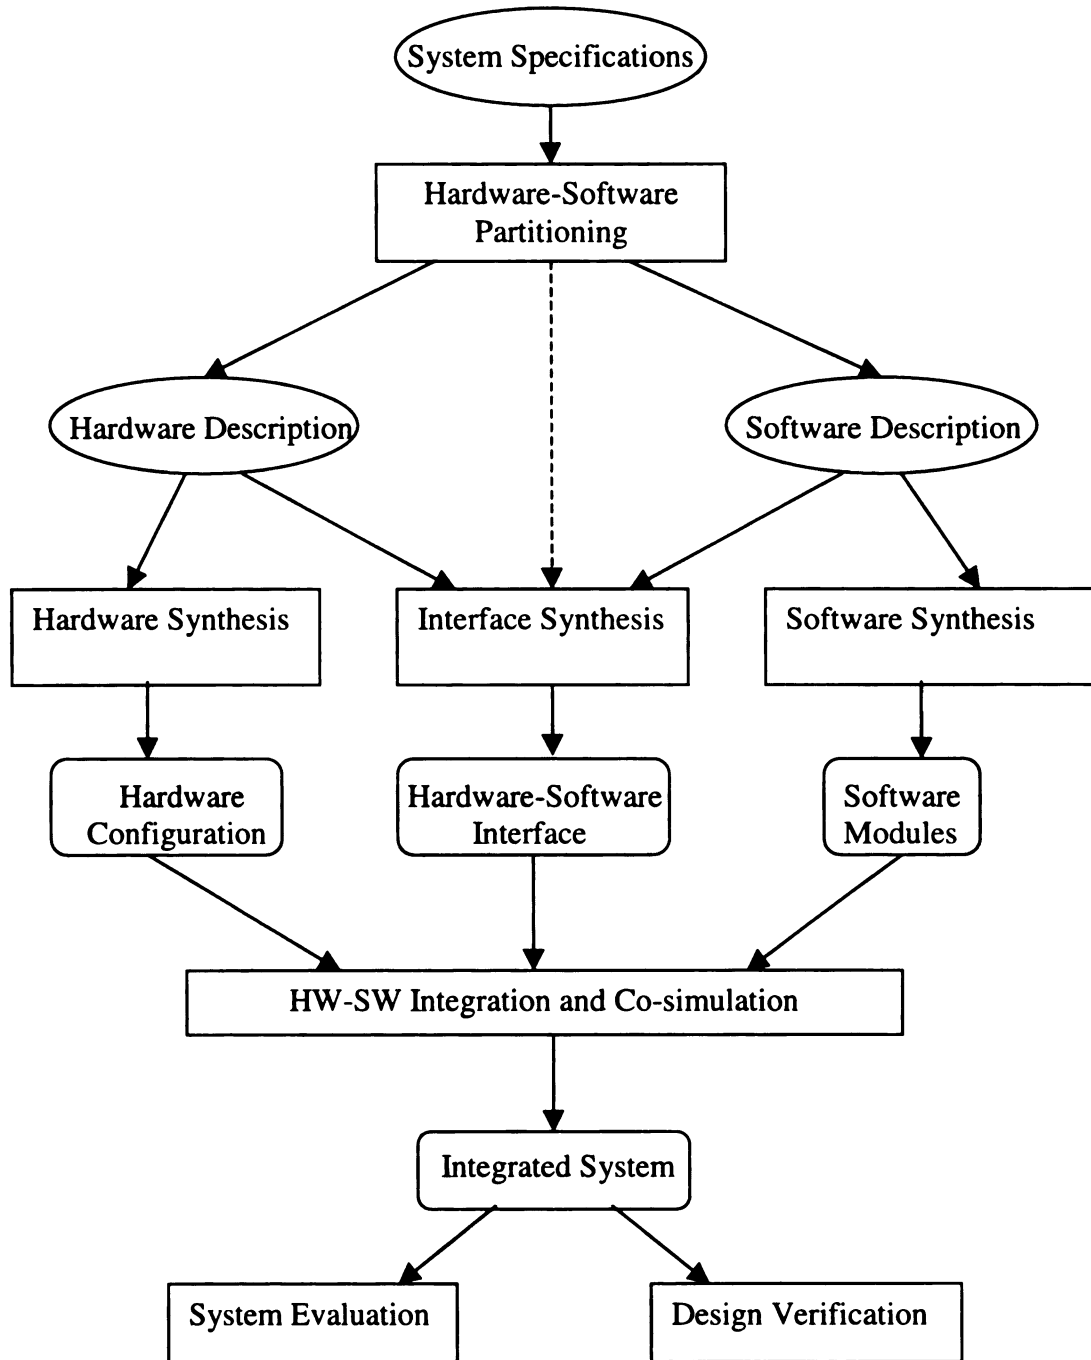 System Specifications
Hardware-Software
Partitioning
Hardware Description
Software Description
Hardware Synthesis
Interface Synthesis
Software Synthesis
Hardware
Configuration
Hardware-Software
Interface
Software
Modules
HW-SW Integration and Co-simulation
Integrated System
System Evaluation
Design Verification